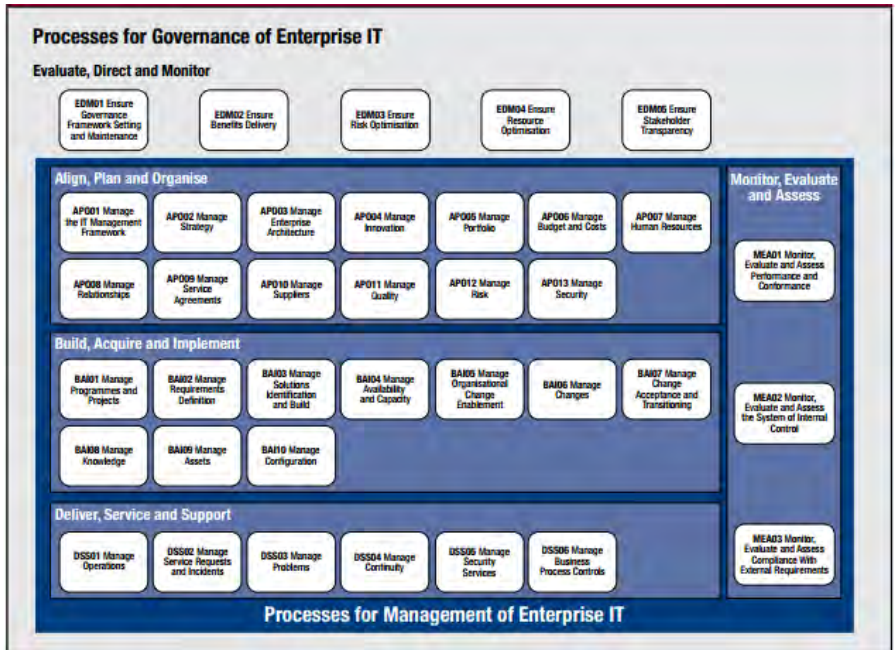 Processes for Governance of Enterprise IT
Evaluate, Direct and Monitor
EDM01 Ensure
Governance
Framework Setting
and Maintenance
EDM02 Ensure
Benefits Delivery
EDM03 Ensure
Risk Optimisation
EDM04 Ensure
Resource
Optimisation
EDM05 Ensure
Stakeholder
Transparency
Align, Plan and Organise
APO01 Manage
the IT Management
Framework
APO02 Manage
Strategy
APO03 Manage
Enterprise
Architecture
APO04 Manage
Innovation
APO05 Manage
Portfolio
APO06 Manage
Budget and Costs
APO07 Manage
Human Resources
APO08 Manage
Relationships
APO09 Manage
Service
Agreements
APO10 Manage
Suppliers
APO11 Manage
Quality
APO12 Manage
Risk
APO13 Manage
Security
Build, Acquire and Implement
BAI01 Manage
Programmes and
Projects
BAI02 Manage
Requirements
Definition
BAI03 Manage
Solutions
Identification
and Build
BAI04 Manage
Availability
and Capacity
BAI05 Manage
Organisational
Change
Enablement
BAI06 Manage
Changes
BAI07 Manage
Change
Acceptance and
Transitioning
BAI08 Manage
Knowledge
BAI09 Manage
Assets
BAI10 Manage
Configuration
Deliver, Service and Support
DSS01 Manage
Operations
DSS02 Manage
Service Requests
and Incidents
DSS03 Manage
Problems
DSS04 Manage
Continuity
DSS05 Manage
Security
Services
DSS06 Manage
Business
Process Controls
Monitor, Evaluate
and Assess
MEA01 Monitor,
Evaluate and Assess
Performance and
Conformance
MEA02 Monitor,
Evaluate and Assess
the System of Internal
Control
MEA03 Monitor,
Evaluate and Assess
Compliance With
External Requirements
Processes for Management of Enterprise IT